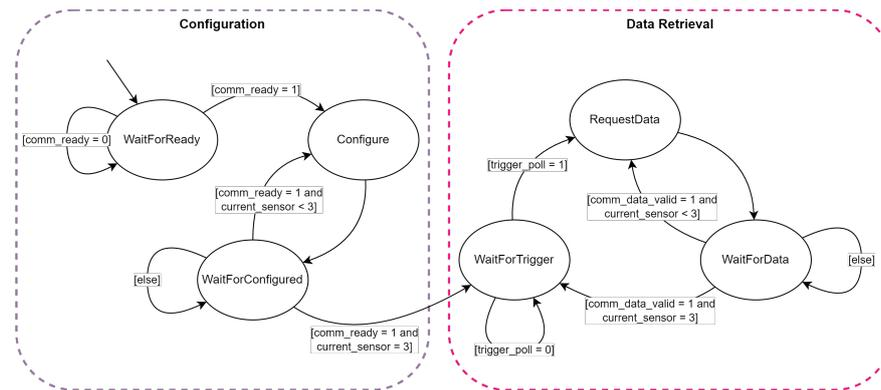 Configuration
Data Retrieval
[comm_ready = 1]
[comm_ready = 0]
WaitForReady
Configure
[comm_ready = 1 and
current_sensor < 3]
[else]
WaitForConfigured
[comm_ready = 1 and
current_sensor = 3]
RequestData
[trigger_poll = 1]
[comm_data_valid = 1 and
current_sensor < 3]
WaitForTrigger
WaitForData
[else]
[comm_data_valid = 1 and
current_sensor = 3]
[trigger_poll = 0]